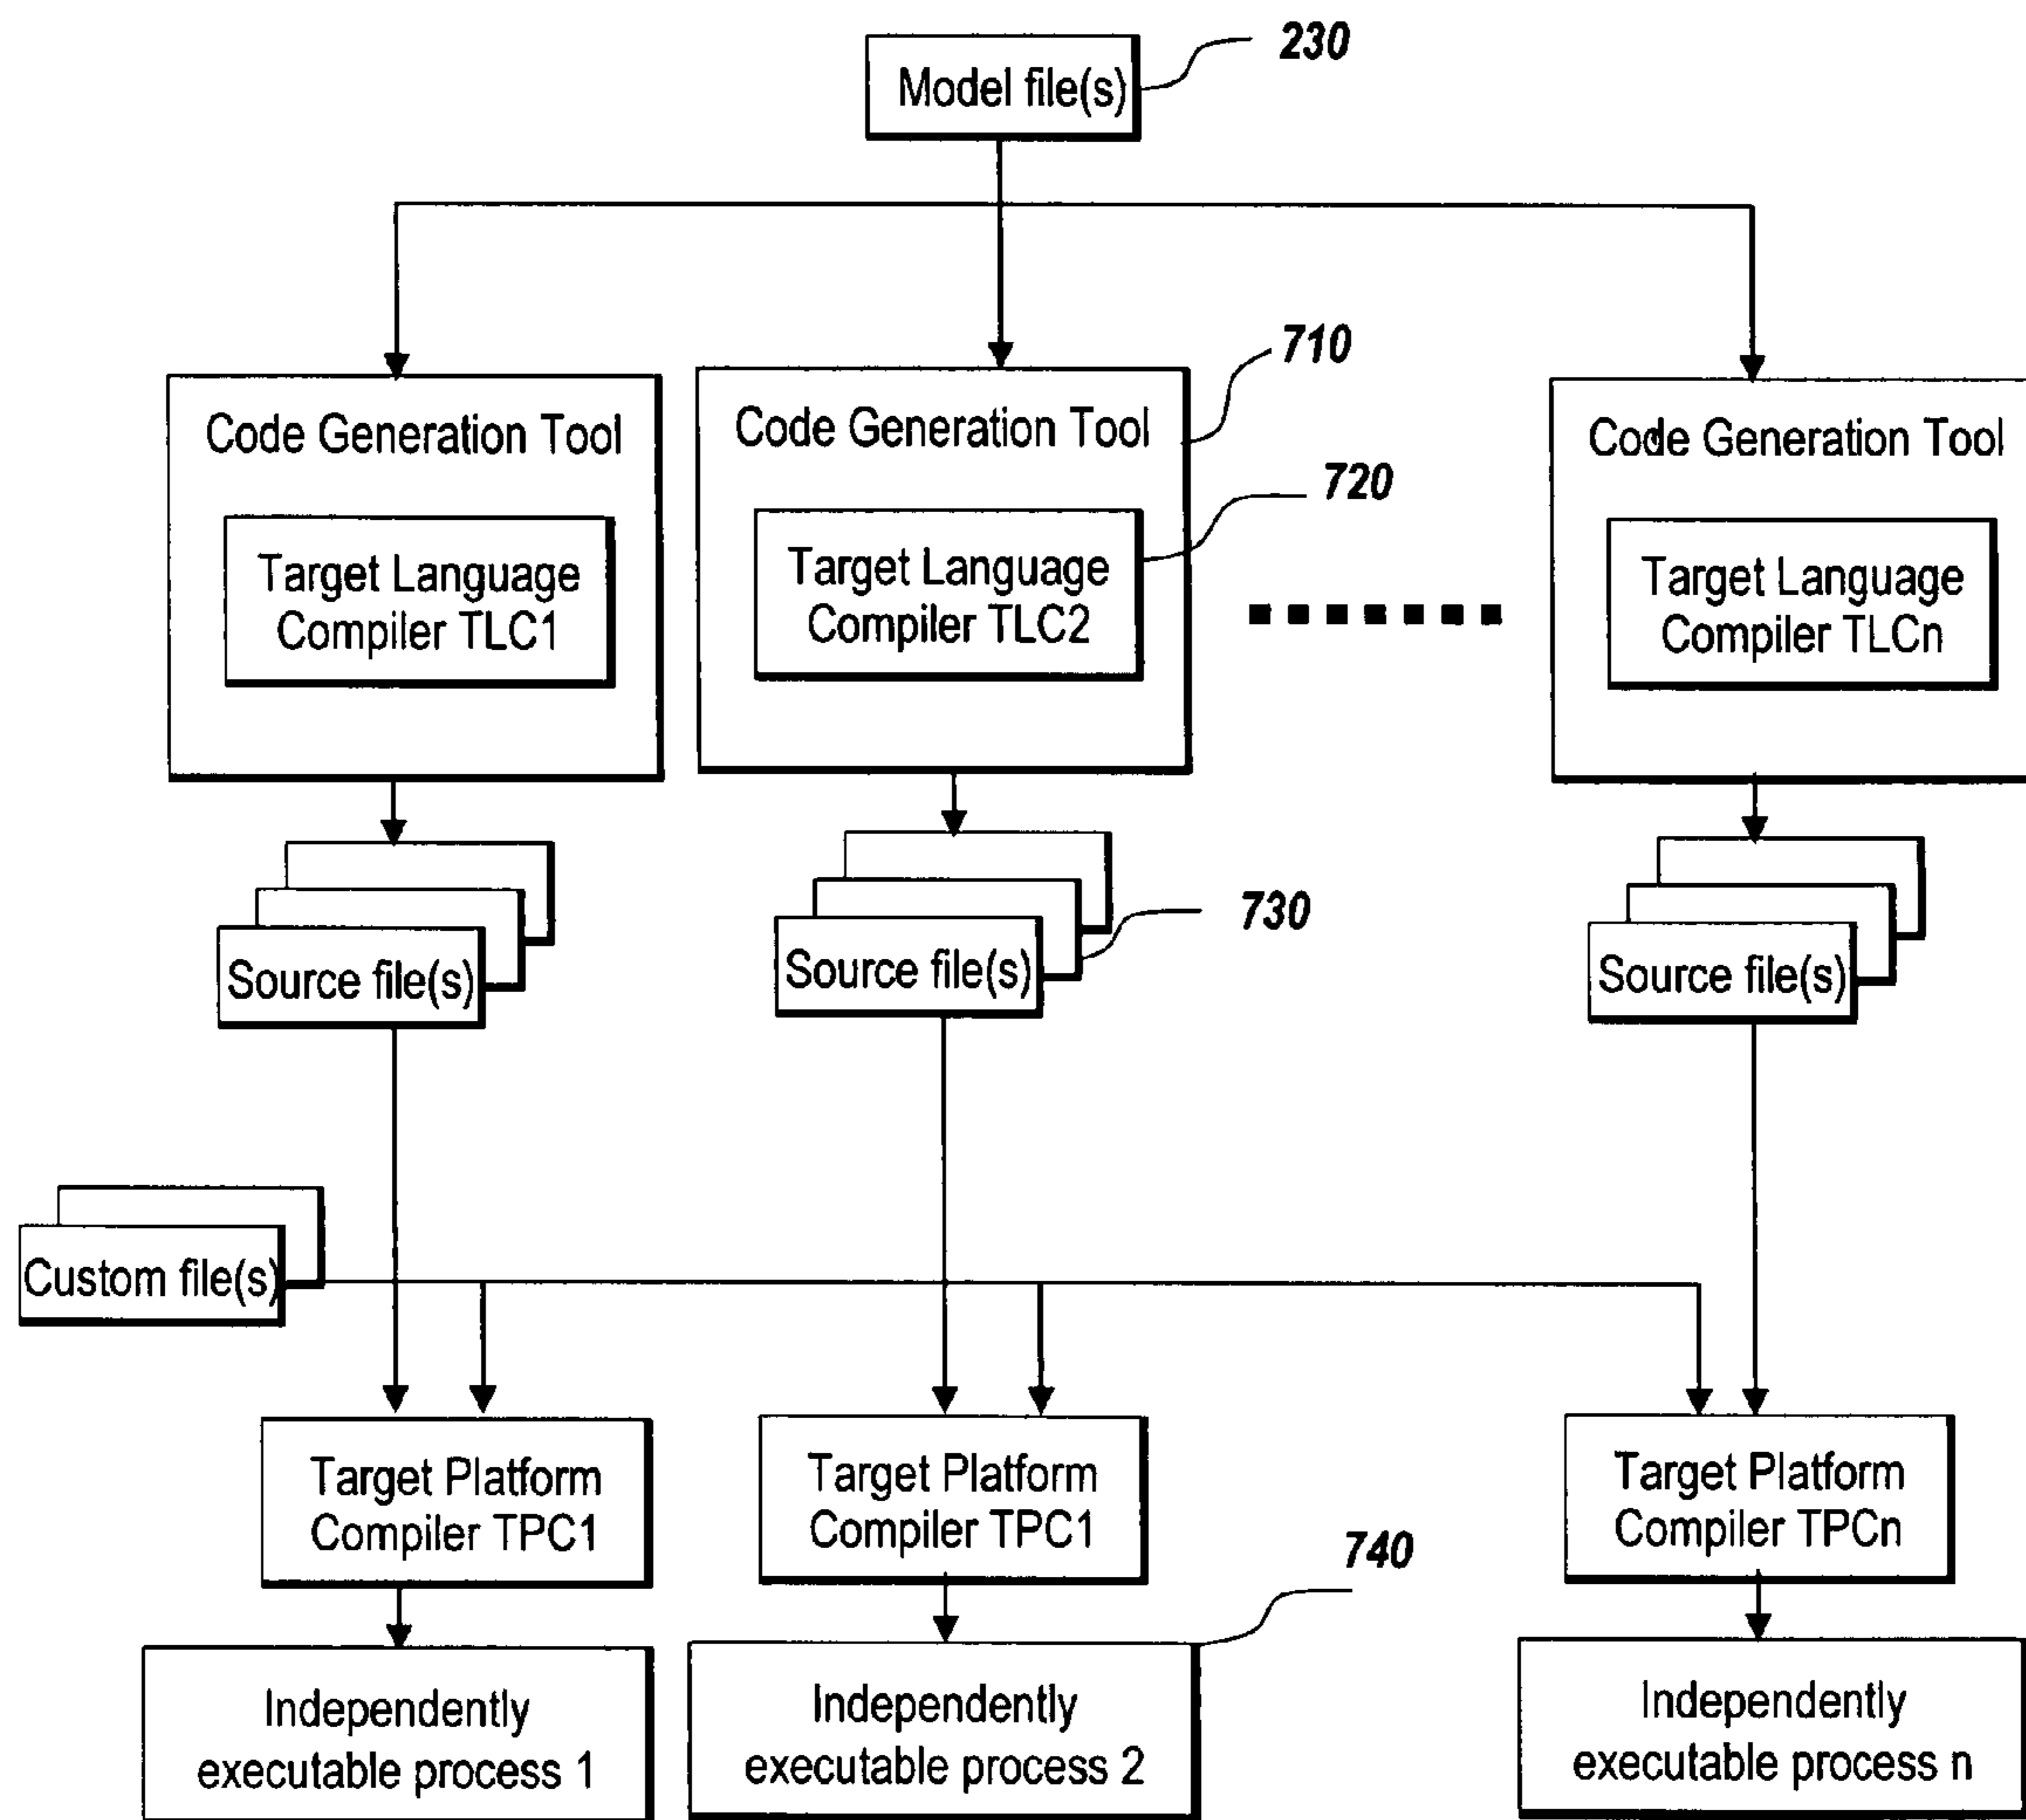 230
Model file(s)
710
Code Generation Tool
Code Generation Tool
Code Generation Tool
720
Target Language
Compiler TLC1
Target Language
Compiler TLC2
Target Language
Compiler TLCn
730
Source file(s)
Source file(s)
Source file(s)
Custom file(s)
Target Platform
Compiler TPC1
Target Platform
Compiler TPC1
Target Platform
Compiler TPCn
740
Independently
executable process 1
Independently
executable process 2
Independently
executable process n